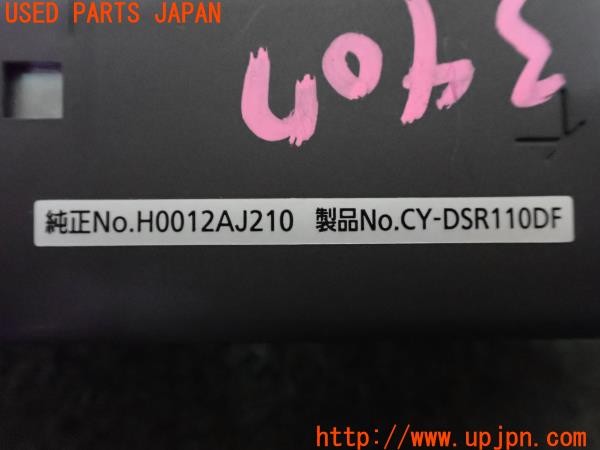 USED PARTS JAPAN
純正No.H0012AJ210 製品No.CY-DSR110DF
http://www.upjpn.com/